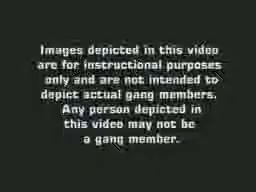 Images depicted in this video
are for instructional purposes
only and are not intended to
depict actual gang members.
Any person depicted in
this video may not be
a gang member.